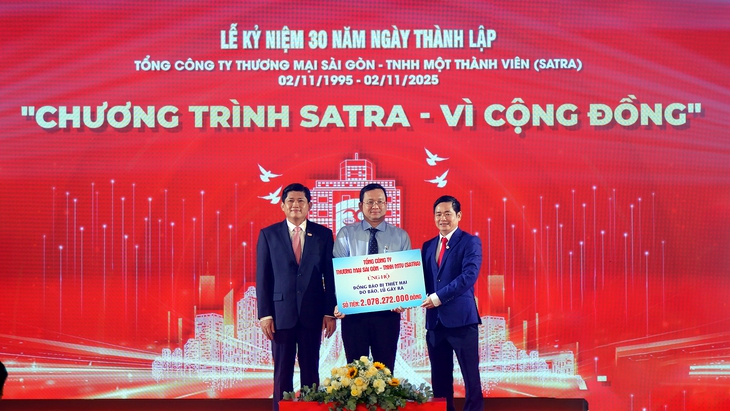 LỄ KỶ NIỆM 30 NĂM NGÀY THÀNH LẬP
TỔNG CÔNG TY THƯƠNG MẠI SÀI GÒN - TNHH MỘT THÀNH VIÊN (SATRA)
02/11/1995 - 02/11/2025
"CHƯƠNG TRÌNH SATRA - VÌ CỘNG ĐỒNG"
TỔNG CÔNG TY
THƯƠNG MẠI SÀI GÒN - TNHH MTV (SATRA)
ỦNG HỘ
ĐỒNG BÀO BỊ THIỆT HẠI
DO BÃO, LŨ GÂY RA
SỐ TIỀN: 2.076.272.000 ĐỒNG